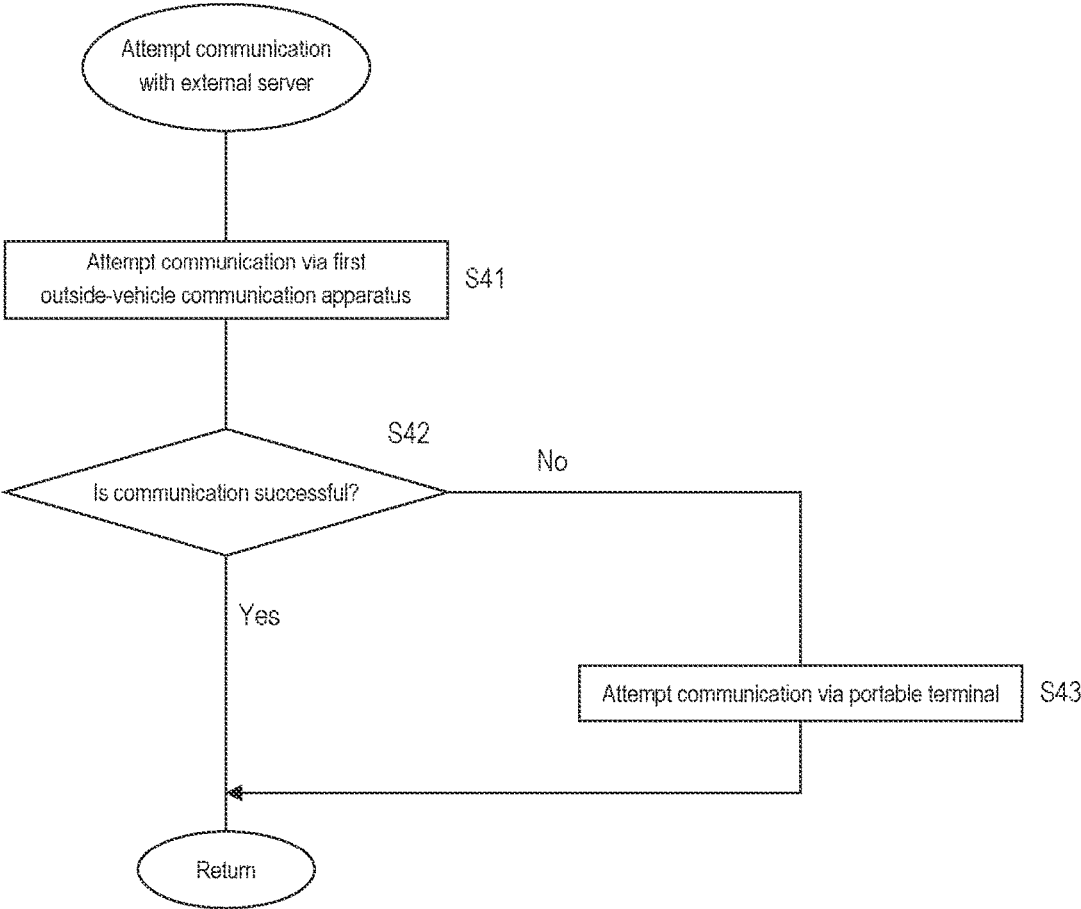 Attempt communication
with external server
Attempt communication via first
outside-vehicle communication apparatus
S41
S42
Is communication successful?
No
Yes
Attempt communication via portable terminal
S43
Return